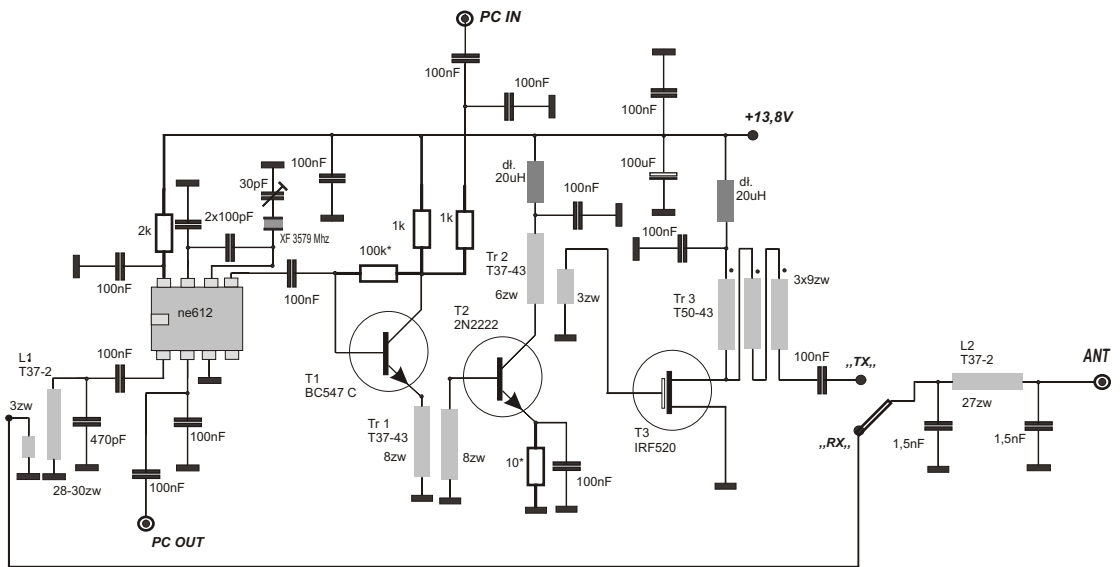 PC IN
100nF
100nF
100nF
+13,8V
100nF
30pF
dł.
20uH
100uF
dł.
20uH
2k
2x100pF
XF 3579 Mhz
1k
1k
100nF
100k*
100nF
100nF
100nF
Tr 2
T37-43
6zw
3zw
Tr 3
T50-43
3x9zw
ne612
T2
2N2222
L1
T37-2
100nF
T1
BC547 C
100nF
„TX„
L2
T37-2
ANT
27zw
3zw
470pF
100nF
Tr 1
T37-43
8zw
8zw
T3
IRF520
„RX„
1,5nF
1,5nF
10*
100nF
28-30zw
100nF
PC OUT